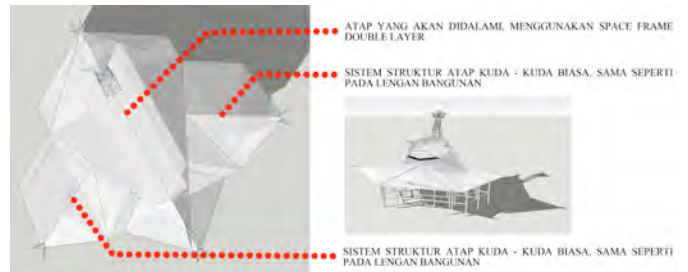 ATAP YANG AKAN DIDALAMI, MENGGUNAKAN SPACE FRAME
DOUBLE LAYER
SISTEM STRUKTUR ATAP KUDA - KUDA BIASA, SAMA SEPERTI
PADA LENGAN BANGUNAN
SISTEM STRUKTUR ATAP KUDA - KUDA BIASA, SAMA SEPERTI
PADA LENGAN BANGUNAN